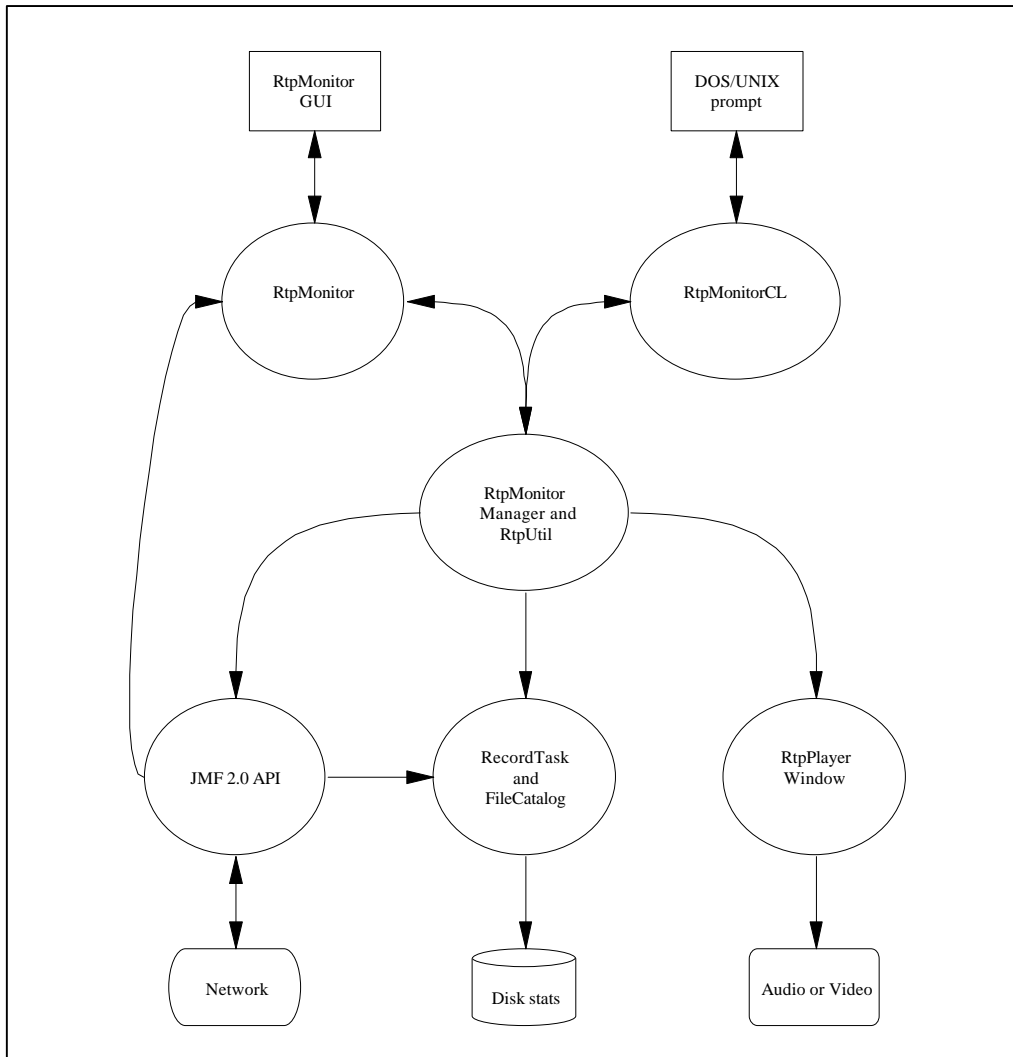 RtpMonitor
GUI
DOS/UNIX
prompt
RtpMonitor
RtpMonitorCL
RtpMonitor
Manager and
RtpUtil
JMF 2.0 API
RecordTask
and
FileCatalog
RtpPlayer
Window
Network
Disk stats
Audio or Video